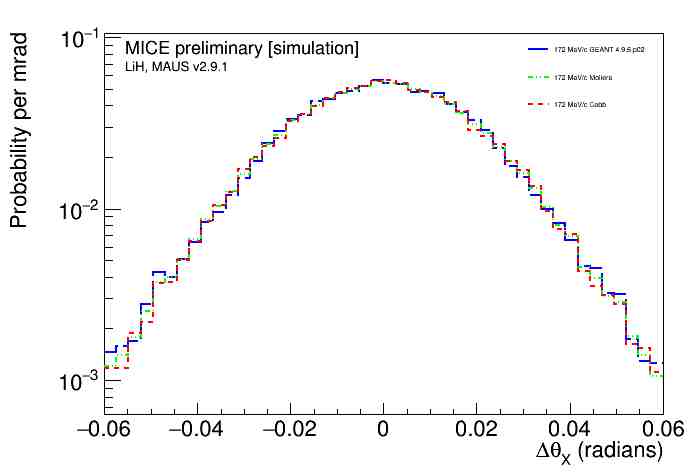 MICE preliminary [simulation]
LiH, MAUS v2.9.1
172 MeV/c GEANT 4.9.6 p02
172 MeV/c Moliere
172 MeV/c Cobb
Probability per mrad
10⁻¹
10⁻²
10⁻³
−0.06 −0.04 −0.02 0 0.02 0.04 0.06
Δθ_X (radians)